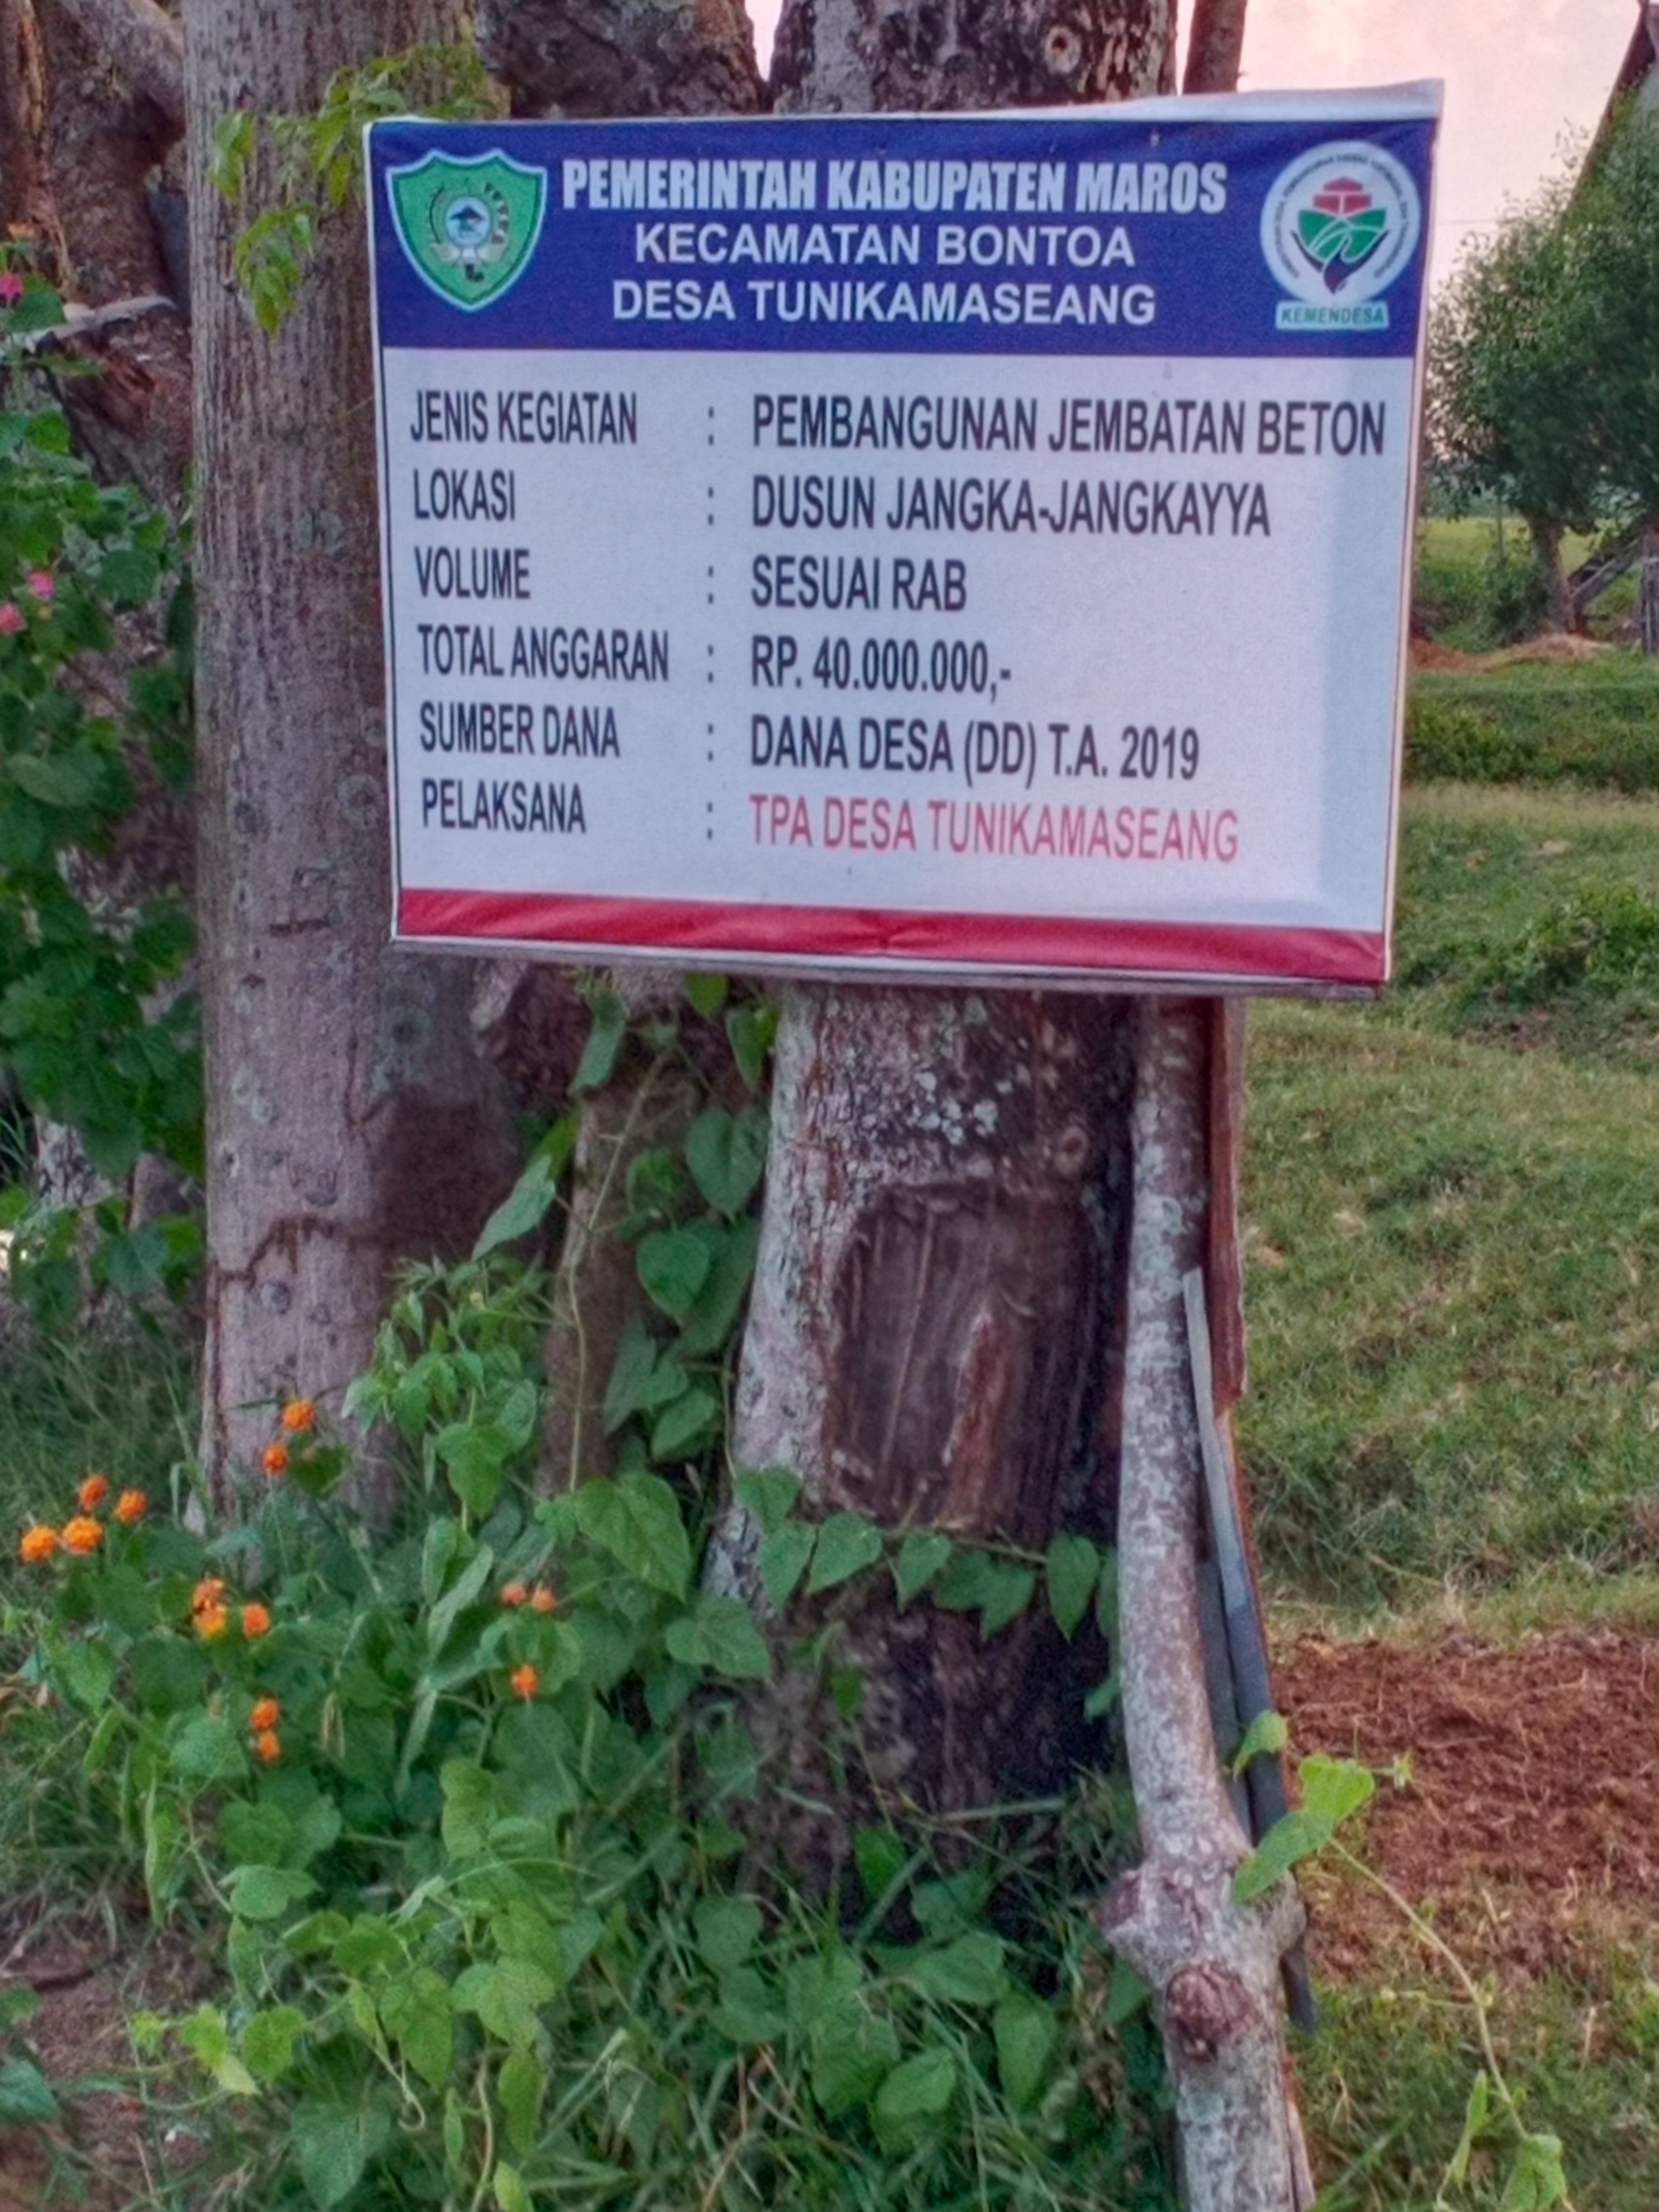 PEMERINTAH KABUPATEN MAROS
KECAMATAN BONTOA
DESA TUNIKAMASEANG
KEMENDESA
JENIS KEGIATAN : PEMBANGUNAN JEMBATAN BETON
LOKASI : DUSUN JANGKA-JANGKAYYA
VOLUME : SESUAI RAB
TOTAL ANGGARAN : RP. 40.000.000,-
SUMBER DANA : DANA DESA (DD) T.A. 2019
PELAKSANA : TPA DESA TUNIKAMASEANG